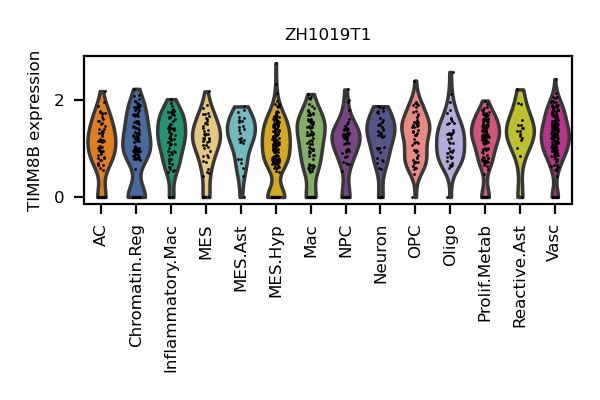 ZH1019T1
TIMM8B expression
2
0
AC
Chromatin.Reg
Inflammatory.Mac
MES
MES.Ast
MES.Hyp
Mac
NPC
Neuron
OPC
Oligo
Prolif.Metab
Reactive.Ast
Vasc